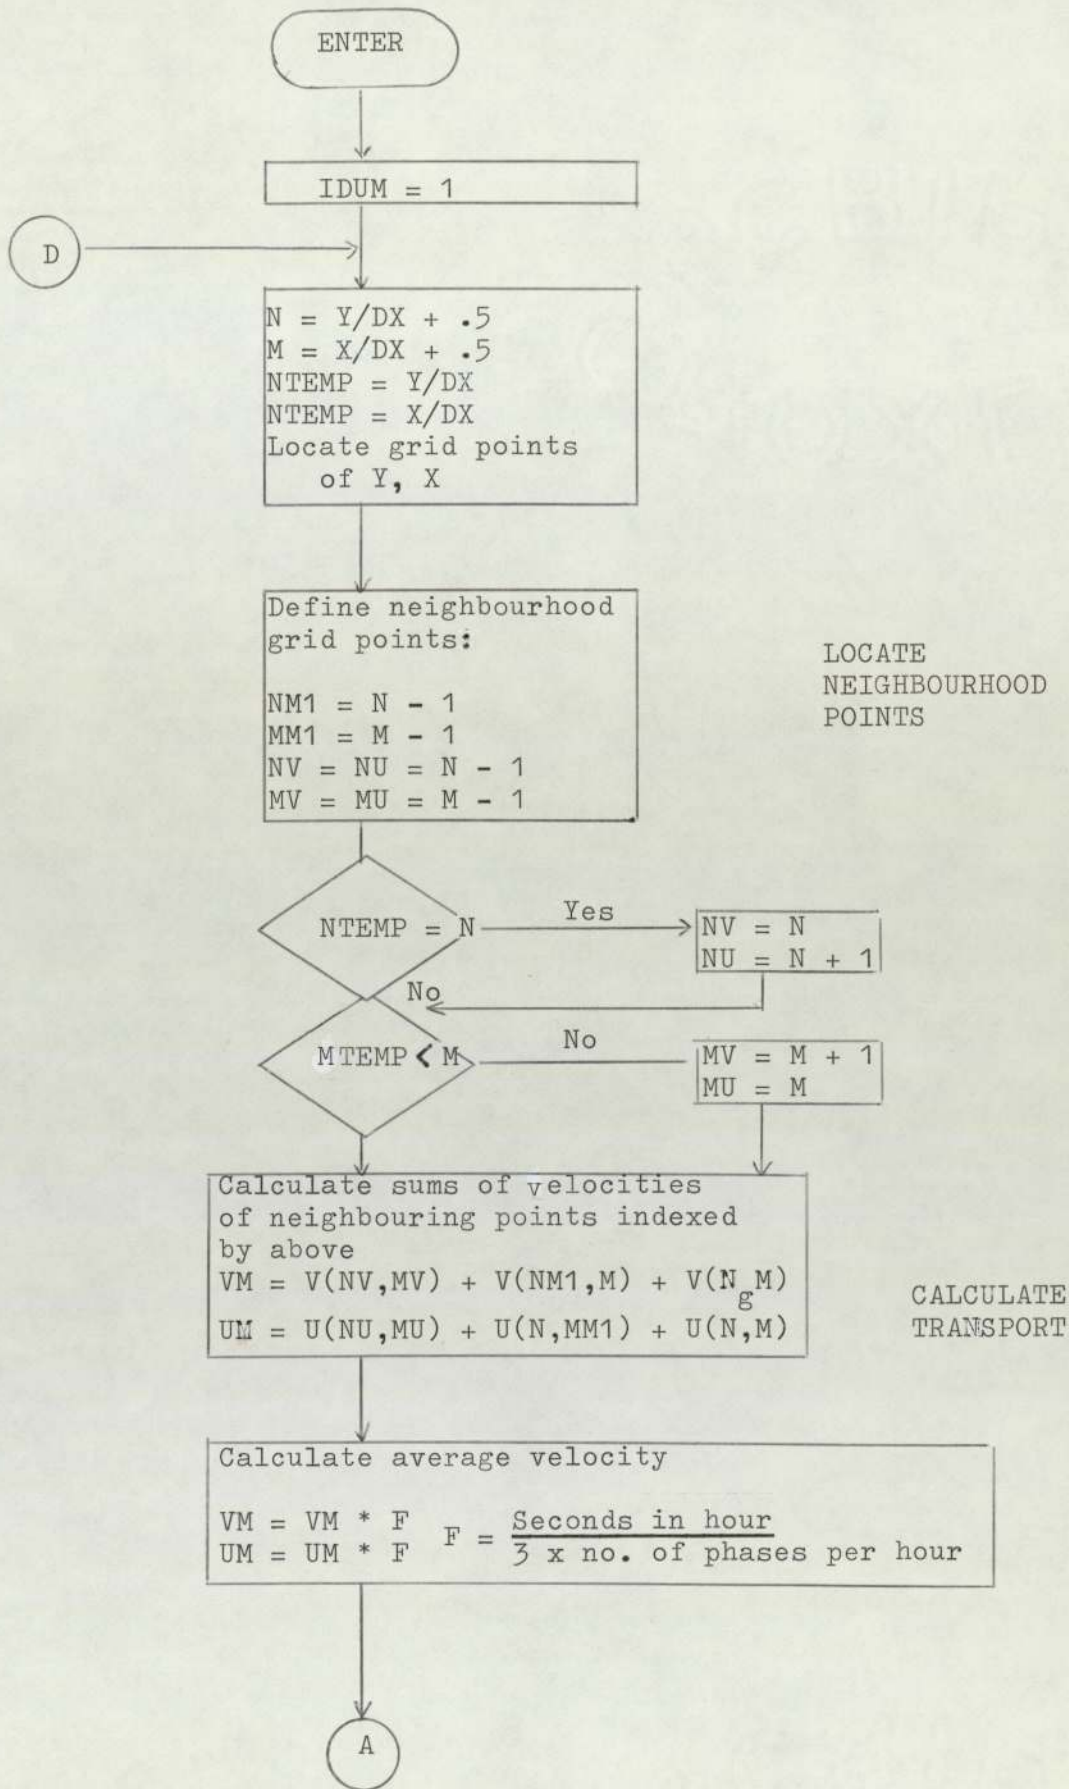 ENTER
IDUM = 1
D
N = Y/DX + .5
M = X/DX + .5
NTEMP = Y/DX
NTEMP = X/DX
Locate grid points
of Y, X
Define neighbourhood
grid points:
NM1 = N - 1
MM1 = M - 1
NV = NU = N - 1
MV = MU = M - 1
LOCATE
NEIGHBOURHOOD
POINTS
NTEMP = N
Yes
NV = N
NU = N + 1
No
MTEMP < M
No
MV = M + 1
MU = M
Calculate sums of velocities
of neighbouring points indexed
by above
VM = V(NV,MV) + V(NM1,M) + V(NgM)
UM = U(NU,MU) + U(N,MM1) + U(N,M)
CALCULATE
TRANSPORT
Calculate average velocity
VM = VM * F
UM = UM * F
F = Seconds in hour
3 x no. of phases per hour
A